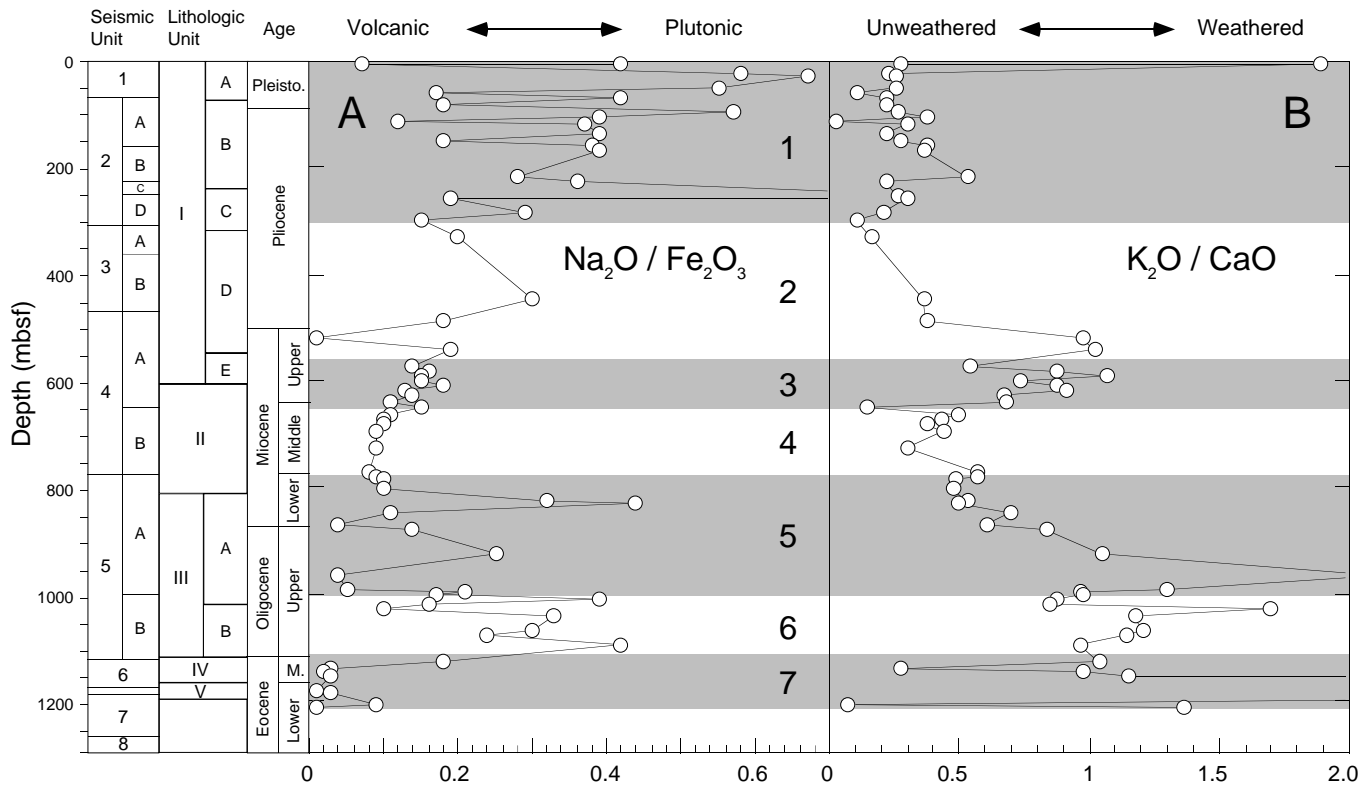 Seismic Unit
Lithologic Unit
Age
Volcanic
Plutonic
Unweathered
Weathered
Depth (mbsf)
0
200
400
600
800
1000
1200
1
2
A
B
C
D
3
A
B
4
A
B
5
A
B
6
7
8
I
A
B
C
D
E
II
III
A
B
IV
V
Pleisto.
Pliocene
Miocene
Upper
Middle
Lower
Oligocene
Upper
Eocene
M.
Lower
A
Na2O / Fe2O3
1
2
3
4
5
6
7
B
K2O / CaO
0
0.2
0.4
0.6
0
0.5
1
1.5
2.0